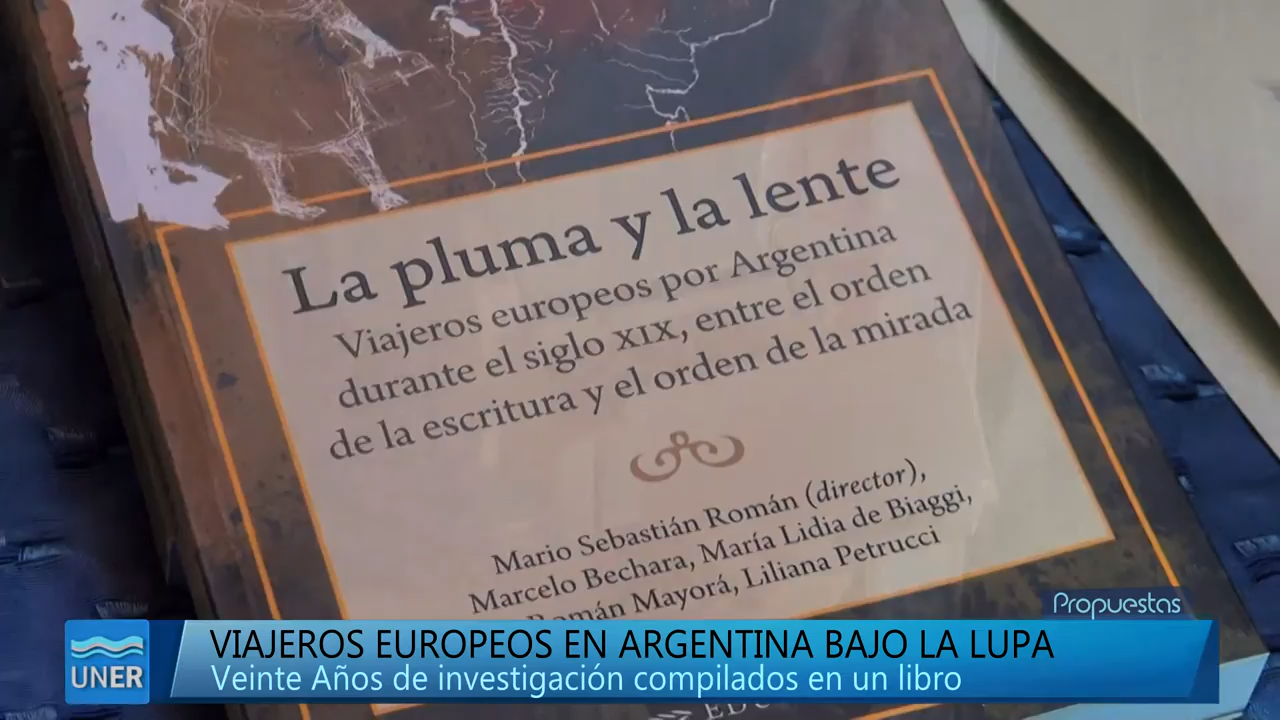 La pluma y la lente
Viajeros europeos por Argentina
durante el siglo XIX, entre el orden
de la escritura y el orden de la mirada
Mario Sebastián Román (director),
Marcelo Bechara, María Lidia de Biaggi,
Román Mayorá, Liliana Petrucci
Propuestas
UNER
VIAJEROS EUROPEOS EN ARGENTINA BAJO LA LUPA
Veinte Años de investigación compilados en un libro